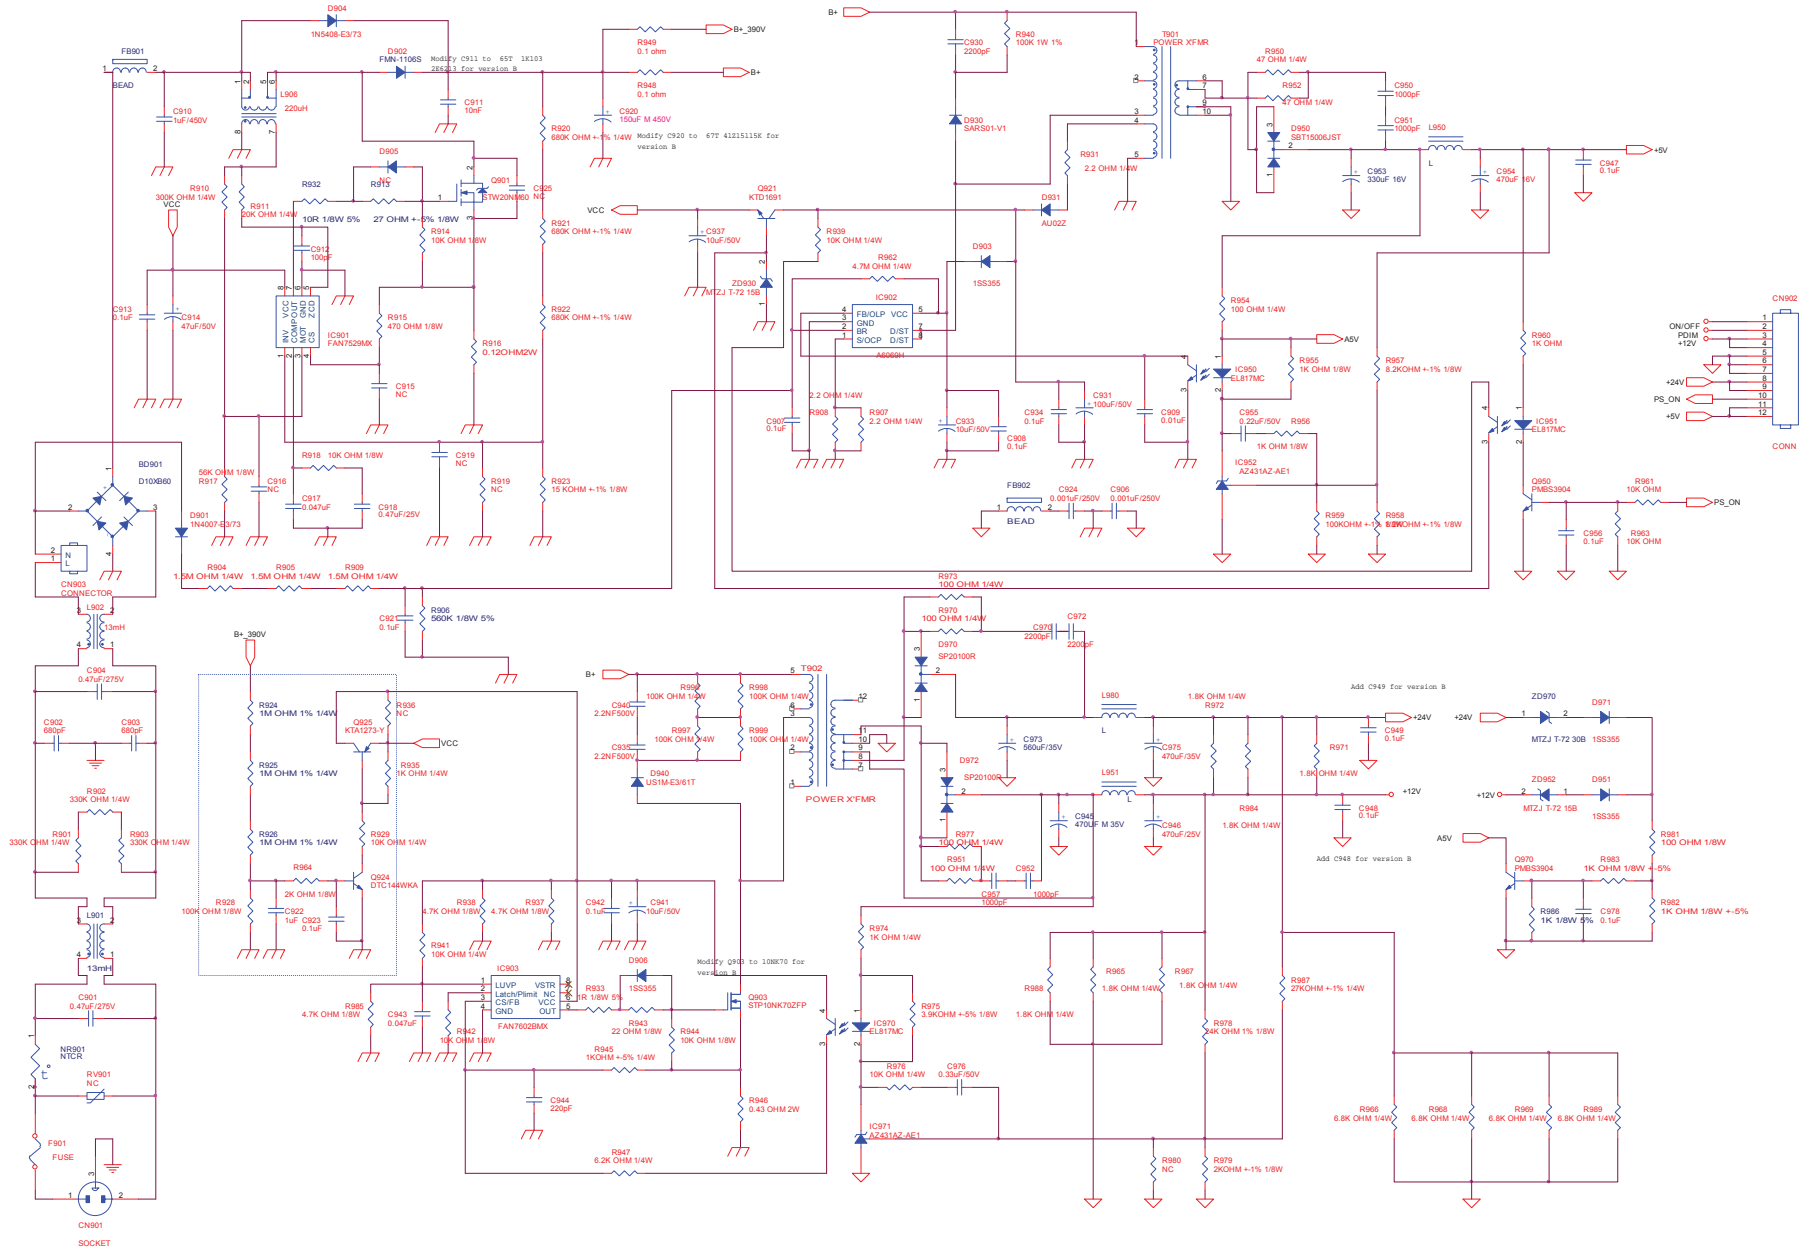 D904
1N5408-E3/73
FB901
1
2
BEAD
D902
FMN-1106S
Modify C911 to 65T 1K103
2K6213 for version B
C910
1uF/450V
L906
220uH
C911
10nF
R949
0.1 ohm
B+_390V
R948
0.1 ohm
B+
C920
150uF M 450V
Modify C920 to 67T 41Z15115K for
version B
R920
680K OHM +-1% 1/4W
R921
680K OHM +-1% 1/4W
R922
680K OHM +-1% 1/4W
R923
15 KOHM +-1% 1/8W
R910
300K OHM 1/4W
R911
20K OHM 1/4W
VCC
R932
10R 1/8W 5%
D905
NC
R913
27 OHM +-5% 1/8W
Q901
STW20NM60
C925
NC
R914
10K OHM 1/8W
C912
100pF
C913
0.1uF
C914
47uF/50V
INV
COMP
MOT
CS
VCC
OUT
GND
ZCD
IC901
FAN7529MX
R915
470 OHM 1/8W
R916
0.12OHM2W
C915
NC
BD901
D10XB60
56K OHM 1/8W
R917
C916
NC
R918
10K OHM 1/8W
C917
0.047uF
C918
0.47uF/25V
C919
NC
R919
NC
D901
1N4007-E3/73
N
L
CN903
CONNECTOR
R904
1.5M OHM 1/4W
R905
1.5M OHM 1/4W
R909
1.5M OHM 1/4W
C921
0.1uF
R906
560K 1/8W 5%
L902
13mH
C904
0.47uF/275V
C902
680pF
C903
680pF
R902
330K OHM 1/4W
R901
330K OHM 1/4W
R903
330K OHM 1/4W
L901
13mH
C901
0.47uF/275V
NR901
NTCR
t°
RV901
NC
F901
FUSE
CN901
SOCKET
B+
C930
2200pF
R940
100K 1W 1%
T901
POWER X'FMR
D930
SARS01-V1
R931
2.2 OHM 1/4W
R950
47 OHM 1/4W
R952
47 OHM 1/4W
C950
1000pF
C951
1000pF
D950
SBT15006JST
L950
L
C953
330uF 16V
C954
470uF 16V
C947
0.1uF
+5V
Q921
KTD1691
VCC
C937
10uF/50V
ZD930
MTZJ T-72 15B
R939
10K OHM 1/4W
D931
AU02Z
D903
1SS355
R962
4.7M OHM 1/4W
IC902
FB/OLP
GND
BR
S/OCP
VCC
D/ST
D/ST
A6069H
2.2 OHM 1/4W
C907
0.1uF
R908
R907
2.2 OHM 1/4W
C933
10uF/50V
C908
0.1uF
C934
0.1uF
C931
100uF/50V
C909
0.01uF
R954
100 OHM 1/4W
A5V
R955
1K OHM 1/8W
IC950
EL817MC
C955
0.22uF/50V
R956
1K OHM 1/8W
IC952
AZ431AZ-AE1
R957
8.2KOHM +-1% 1/8W
R959
100KOHM +-1% 1/8W
R958
8.2KOHM +-1% 1/8W
R960
1K OHM
IC951
EL817MC
Q950
PMBS3904
R961
10K OHM
PS_ON
C956
0.1uF
R963
10K OHM
CN902
ON/OFF
PDIM
+12V
+24V
PS_ON
+5V
CONN
FB902
BEAD
C924
0.001uF/250V
C906
0.001uF/250V
B+_390V
R924
1M OHM 1% 1/4W
R925
1M OHM 1% 1/4W
R926
1M OHM 1% 1/4W
R928
100K OHM 1/8W
R936
NC
Q925
KTA1273-Y
VCC
R935
1K OHM 1/4W
R929
10K OHM 1/4W
R964
2K OHM 1/8W
Q924
DTC144WKA
C922
1uF
C923
0.1uF
R973
100 OHM 1/4W
R970
100 OHM 1/4W
C970
2200pF
C972
2200pF
D970
SP20100R
B+
T902
POWER X'FMR
R996
100K OHM 1/4W
R998
100K OHM 1/4W
R997
100K OHM 1/4W
R999
100K OHM 1/4W
C940
2.2NF500V
C935
2.2NF500V
D940
US1M-E3/61T
D972
SP20100R
R977
100 OHM 1/4W
R951
100 OHM 1/4W
C957
1000pF
C952
1000pF
C973
560uF/35V
L980
L
C975
470uF/35V
L951
L
C945
470UF M 35V
C946
470uF/25V
1.8K OHM 1/4W
R972
R971
1.8K OHM 1/4W
R984
1.8K OHM 1/4W
Add C949 for version B
+24V
C949
0.1uF
+12V
C948
0.1uF
Add C948 for version B
+24V
ZD970
MTZJ T-72 30B
D971
1SS355
+12V
ZD952
MTZJ T-72 15B
D951
1SS355
A5V
Q970
PMBS3904
R981
100 OHM 1/8W
R983
1K OHM 1/8W +-5%
R982
1K OHM 1/8W +-5%
R986
1K 1/8W 5%
C978
0.1uF
R938
4.7K OHM 1/8W
R937
4.7K OHM 1/8W
C942
0.1uF
C941
10uF/50V
R941
10K OHM 1/4W
IC903
LUVP
Latch/Plimit
CS/FB
GND
VSTR
NC
VCC
OUT
FAN7602BMX
R985
4.7K OHM 1/8W
C943
0.047uF
R942
10K OHM 1/8W
R933
1R 1/8W 5%
D906
1SS355
R943
22 OHM 1/8W
R944
10K OHM 1/8W
Modify Q903 to 10NK70 for
version B
Q903
STP10NK70ZFP
R945
1KOHM +-5% 1/4W
C944
220pF
R946
0.43 OHM 2W
R947
6.2K OHM 1/4W
R974
1K OHM 1/4W
IC970
EL817MC
R975
3.9KOHM +-5% 1/8W
R976
10K OHM 1/4W
C976
0.33uF/50V
IC971
AZ431AZ-AE1
R988
1.8K OHM 1/4W
R965
1.8K OHM 1/4W
R967
1.8K OHM 1/4W
R978
24K OHM 1% 1/8W
R987
27KOHM +-1% 1/4W
R980
NC
R979
2KOHM +-1% 1/8W
R966
6.8K OHM 1/4W
R968
6.8K OHM 1/4W
R969
6.8K OHM 1/4W
R989
6.8K OHM 1/4W